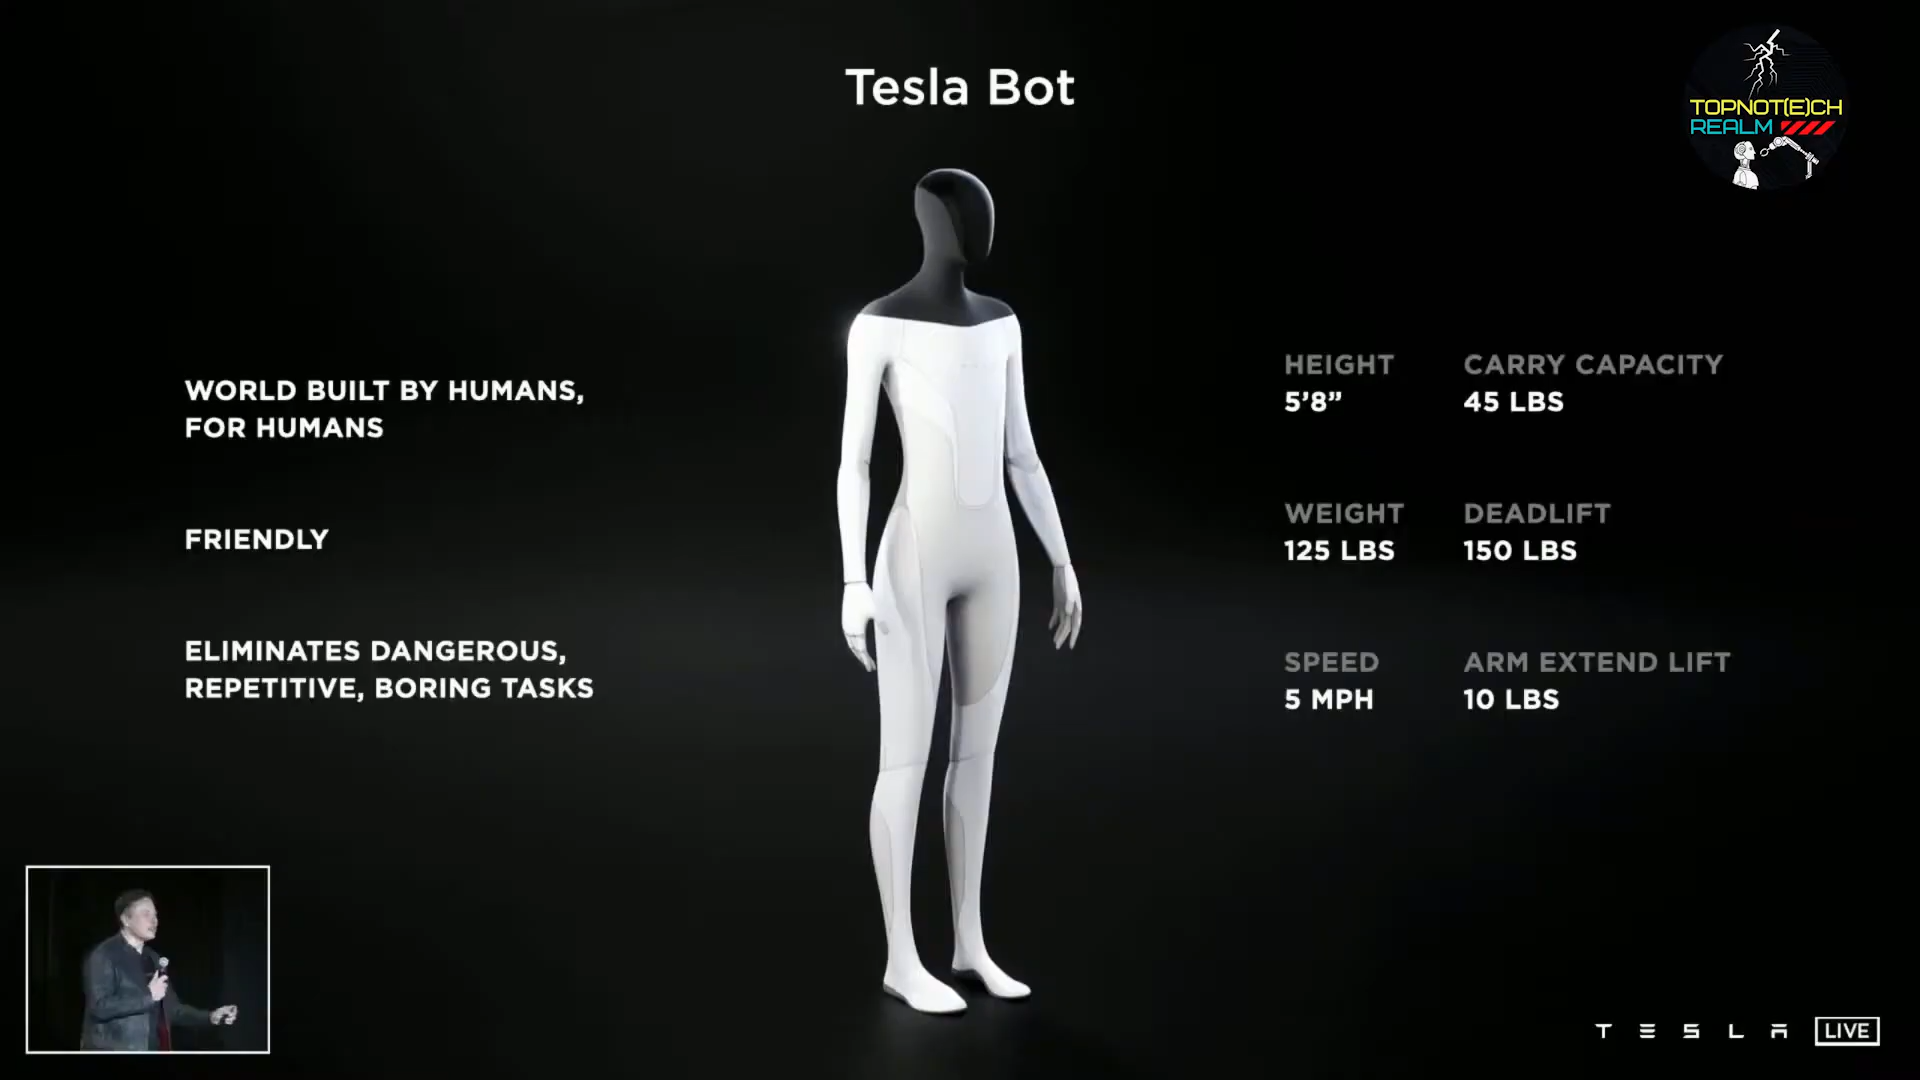 Tesla Bot
TOPNOT(E)CH
REALM
WORLD BUILT BY HUMANS,
FOR HUMANS
FRIENDLY
ELIMINATES DANGEROUS,
REPETITIVE, BORING TASKS
HEIGHT
5’8”
CARRY CAPACITY
45 LBS
WEIGHT
125 LBS
DEADLIFT
150 LBS
SPEED
5 MPH
ARM EXTEND LIFT
10 LBS
TESLA LIVE